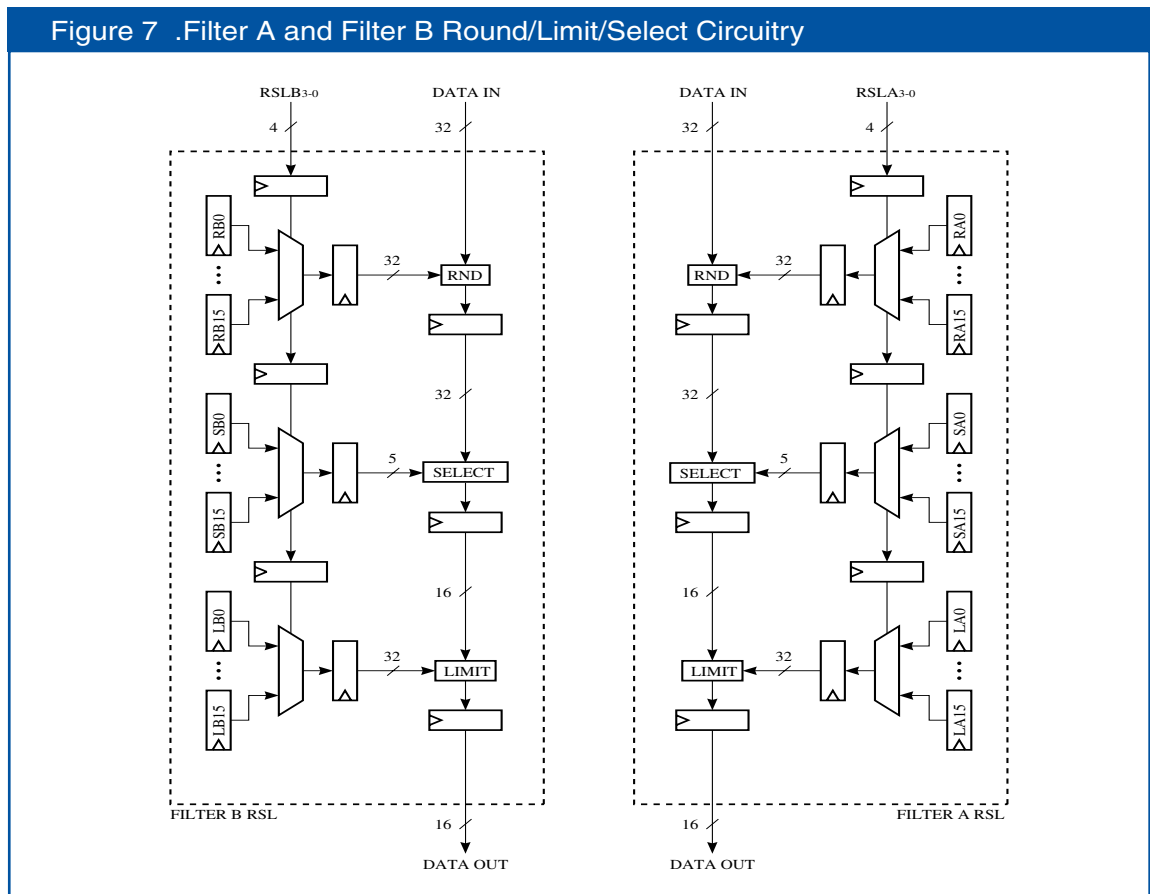 Figure 7 .Filter A and Filter B Round/Limit/Select Circuitry
RSLB3-0 DATA IN DATA IN RSLA3-0
4 32 32 4
RB0 RA0
32 32
RND RND
RB15 RA15
32 32
SB0 SA0
5 5
SELECT SELECT
SB15 SA15
16 16
LB0 LA0
32 32
LIMIT LIMIT
LB15 LA15
FILTER B RSL FILTER A RSL
16 16
DATA OUT DATA OUT